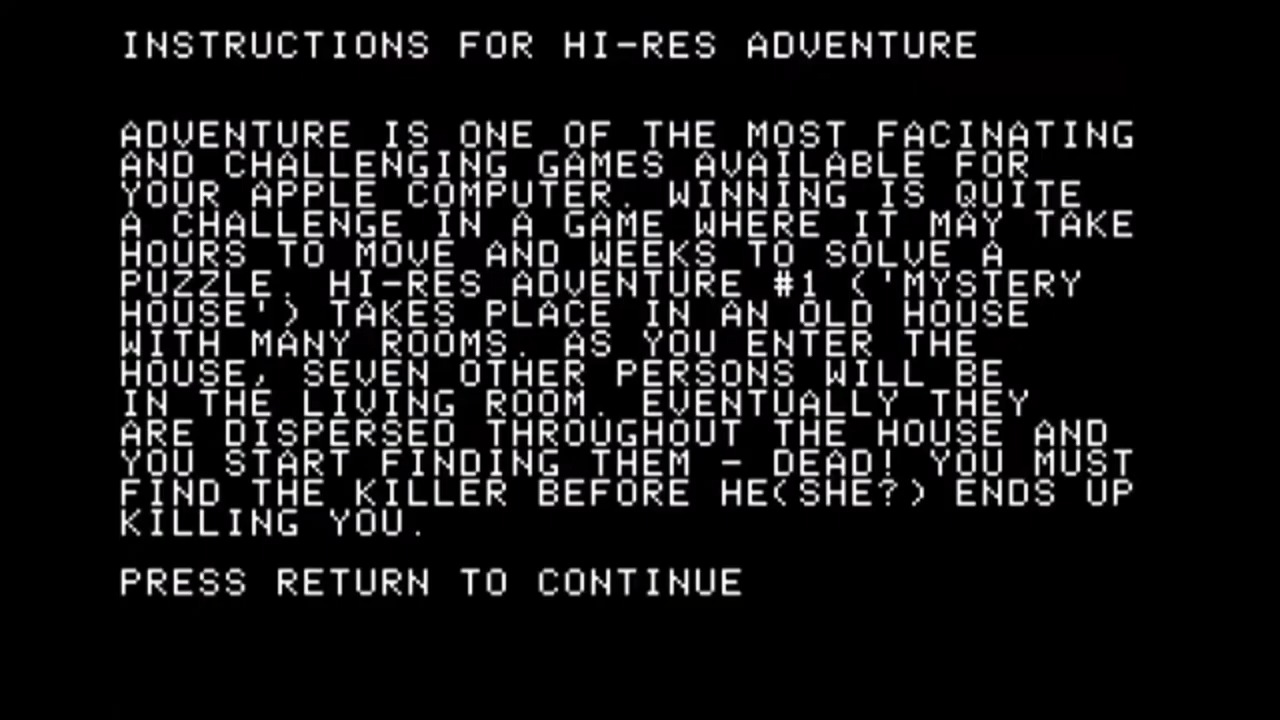 INSTRUCTIONS FOR HI-RES ADVENTURE
ADVENTURE IS ONE OF THE MOST FACINATING
AND CHALLENGING GAMES AVAILABLE FOR
YOUR APPLE COMPUTER. WINNING IS QUITE
A CHALLENGE IN A GAME WHERE IT MAY TAKE
HOURS TO MOVE AND WEEKS TO SOLVE A
PUZZLE. HI-RES ADVENTURE #1 ('MYSTERY
HOUSE') TAKES PLACE IN AN OLD HOUSE
WITH MANY ROOMS. AS YOU ENTER THE
HOUSE, SEVEN OTHER PERSONS WILL BE
IN THE LIVING ROOM. EVENTUALLY THEY
ARE DISPERSED THROUGHOUT THE HOUSE AND
YOU START FINDING THEM - DEAD! YOU MUST
FIND THE KILLER BEFORE HE(SHE?) ENDS UP
KILLING YOU.
PRESS RETURN TO CONTINUE